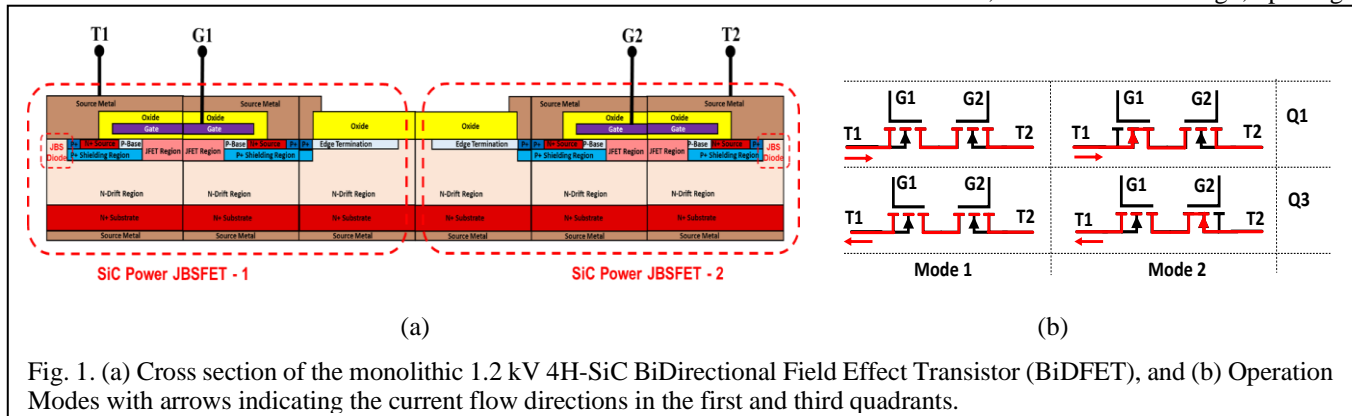 T1
G1
G2
T2
Source Metal
Source Metal
Source Metal
Source Metal
Oxide
Oxide
Oxide
Oxide
Oxide
Oxide
Gate
Gate
Gate
Gate
JBS
Diode
P+
N+ Source
P-Base
JFET Region
JFET Region
P-Base
N+ Source
P+
P+
P+ Shielding Region
P+ Shielding Region
Edge Termination
Edge Termination
P+
P+
N+ Source
P-Base
JFET Region
JFET Region
P-Base
N+ Source
P+
P+ Shielding Region
P+ Shielding Region
JBS
Diode
N-Drift Region
N-Drift Region
N-Drift Region
N-Drift Region
N-Drift Region
N-Drift Region
N+ Substrate
N+ Substrate
N+ Substrate
N+ Substrate
N+ Substrate
N+ Substrate
Source Metal
Source Metal
Source Metal
Source Metal
Source Metal
Source Metal
SiC Power JBSFET - 1
SiC Power JBSFET - 2
(a)
G1
G2
T1
T2
G1
G2
T1
T2
Q1
G1
G2
T1
T2
G1
G2
T1
T2
Q3
Mode 1
Mode 2
(b)
Fig. 1. (a) Cross section of the monolithic 1.2 kV 4H-SiC BiDirectional Field Effect Transistor (BiDFET), and (b) Operation
Modes with arrows indicating the current flow directions in the first and third quadrants.